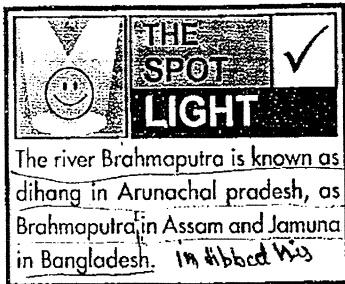 THE
SPOT
LIGHT
The river Brahmaputra is known as
dihang in Arunachal pradesh, as
Brahmaputra in Assam and Jamuna
in Bangladesh. in